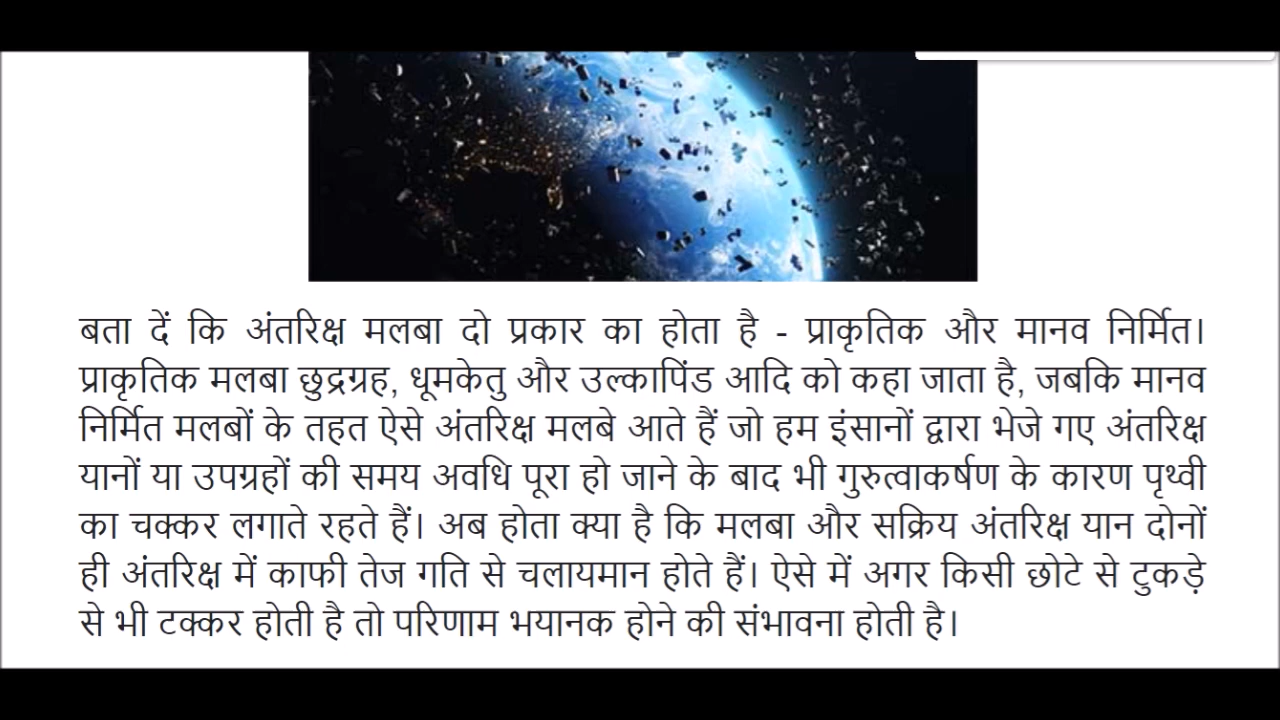 बता दें कि अंतरिक्ष मलबा दो प्रकार का होता है - प्राकृतिक और मानव निर्मित।
प्राकृतिक मलबा छुद्रग्रह, धूमकेतु और उल्कापिंड आदि को कहा जाता है, जबकि मानव
निर्मित मलबों के तहत ऐसे अंतरिक्ष मलबे आते हैं जो हम इंसानों द्वारा भेजे गए अंतरिक्ष
यानों या उपग्रहों की समय अवधि पूरा हो जाने के बाद भी गुरुत्वाकर्षण के कारण पृथ्वी
का चक्कर लगाते रहते हैं। अब होता क्या है कि मलबा और सक्रिय अंतरिक्ष यान दोनों
ही अंतरिक्ष में काफी तेज गति से चलायमान होते हैं। ऐसे में अगर किसी छोटे से टुकड़े
से भी टक्कर होती है तो परिणाम भयानक होने की संभावना होती है।